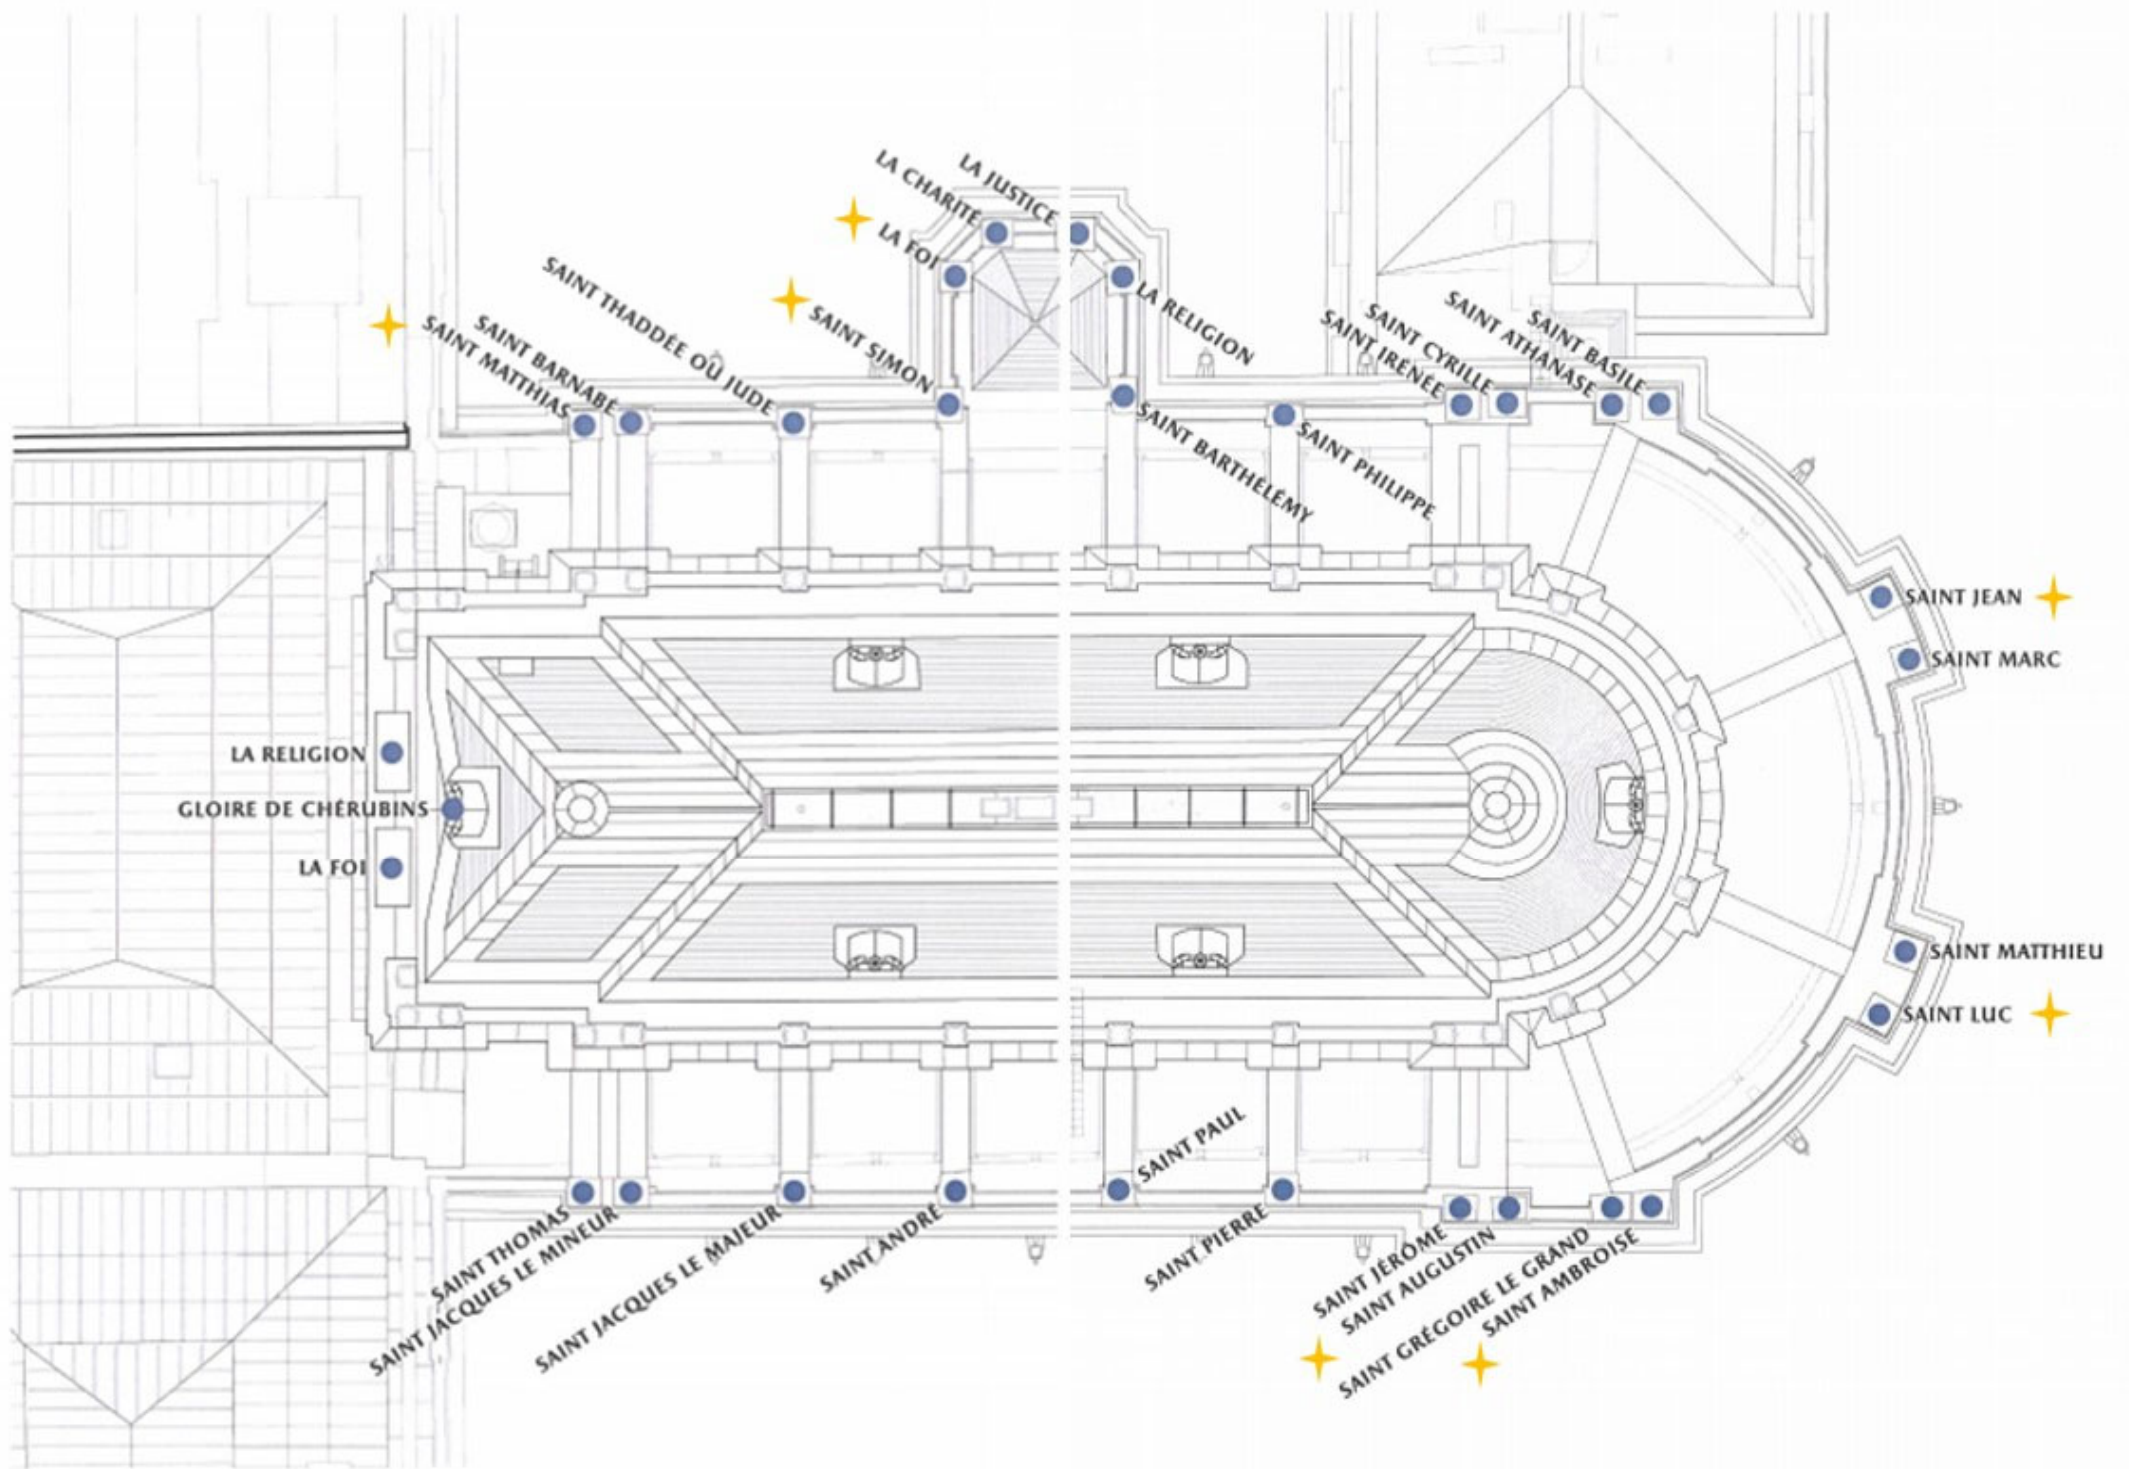 LA CHARITÉ
LA JUSTICE
LA FOI
SAINT THADDÉE OÙ JUDE
SAINT SIMON
SAINT BARNABÉ
SAINT MATTHIAS
LA RELIGION
SAINT IRÉNÉE
SAINT CYRILLE
SAINT ATHANASE
SAINT BASILE
SAINT BARTHÉLÉMY
SAINT PHILIPPE
SAINT JEAN
SAINT MARC
LA RELIGION
GLOIRE DE CHÉRUBINS
LA FOI
SAINT MATTHIEU
SAINT LUC
SAINT THOMAS
SAINT JACQUES LE MINEUR
SAINT JACQUES LE MAJEUR
SAINT ANDRÉ
SAINT PAUL
SAINT PIERRE
SAINT JÉRÔME
SAINT AUGUSTIN
SAINT GRÉGOIRE LE GRAND
SAINT AMBROISE